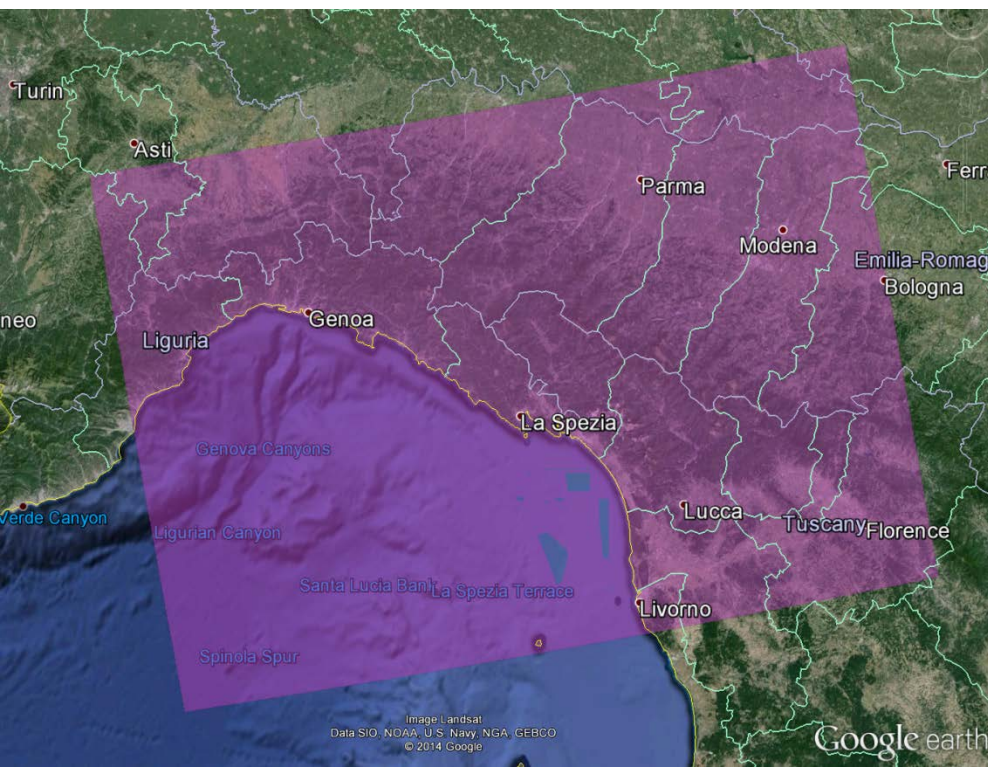 Turin
Asti
Ferr
Parma
Modena
Emilia-Romag
Bologna
neo
Genoa
Liguria
La Spezia
Genova Canyons
Verde Canyon
Ligurian Canyon
Lucca
Tuscany
Florence
Santa Lucia Bank
La Spezia Terrace
Livorno
Spinola Spur
Image Landsat
Data SIO, NOAA, U.S. Navy, NGA, GEBCO
© 2014 Google
Google earth